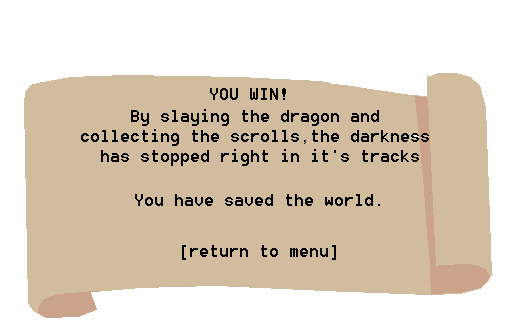 YOU WIN!
By slaying the dragon and
collecting the scrolls,the darkness
has stopped right in it's tracks
You have saved the world.
[return to menu]